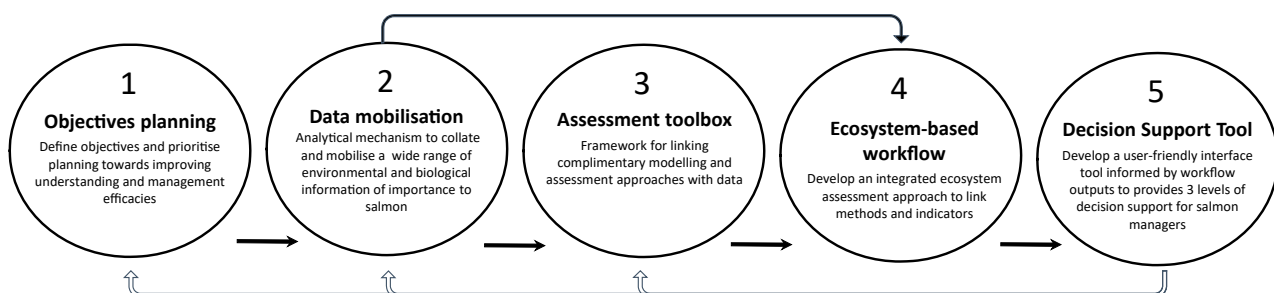 1
Objectives planning
Define objectives and prioritise
planning towards improving
understanding and management
efficacies
2
Data mobilisation
Analytical mechanism to collate
and mobilise a wide range of
environmental and biological
information of importance to
salmon
3
Assessment toolbox
Framework for linking
complimentary modelling and
assessment approaches with data
4
Ecosystem-based
workflow
Develop an integrated ecosystem
assessment approach to link
methods and indicators
5
Decision Support Tool
Develop a user-friendly interface
tool informed by workflow
outputs to provides 3 levels of
decision support for salmon
managers